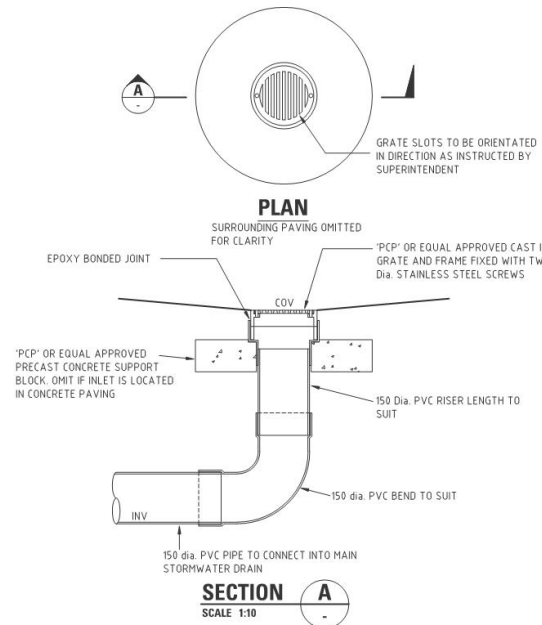 A
-
GRATE SLOTS TO BE ORIENTATED
IN DIRECTION AS INSTRUCTED BY
SUPERINTENDENT
PLAN
SURROUNDING PAVING OMITTED
FOR CLARITY
EPOXY BONDED JOINT
'PCP' OR EQUAL APPROVED CAST I
GRATE AND FRAME FIXED WITH TW
Dia. STAINLESS STEEL SCREWS
COV
'PCP' OR EQUAL APPROVED
PRECAST CONCRETE SUPPORT
BLOCK. OMIT IF INLET IS LOCATED
IN CONCRETE PAVING
150 Dia. PVC RISER LENGTH TO
SUIT
150 dia. PVC BEND TO SUIT
INV
150 dia. PVC PIPE TO CONNECT INTO MAIN
STORMWATER DRAIN
SECTION
SCALE 1:10
A
-